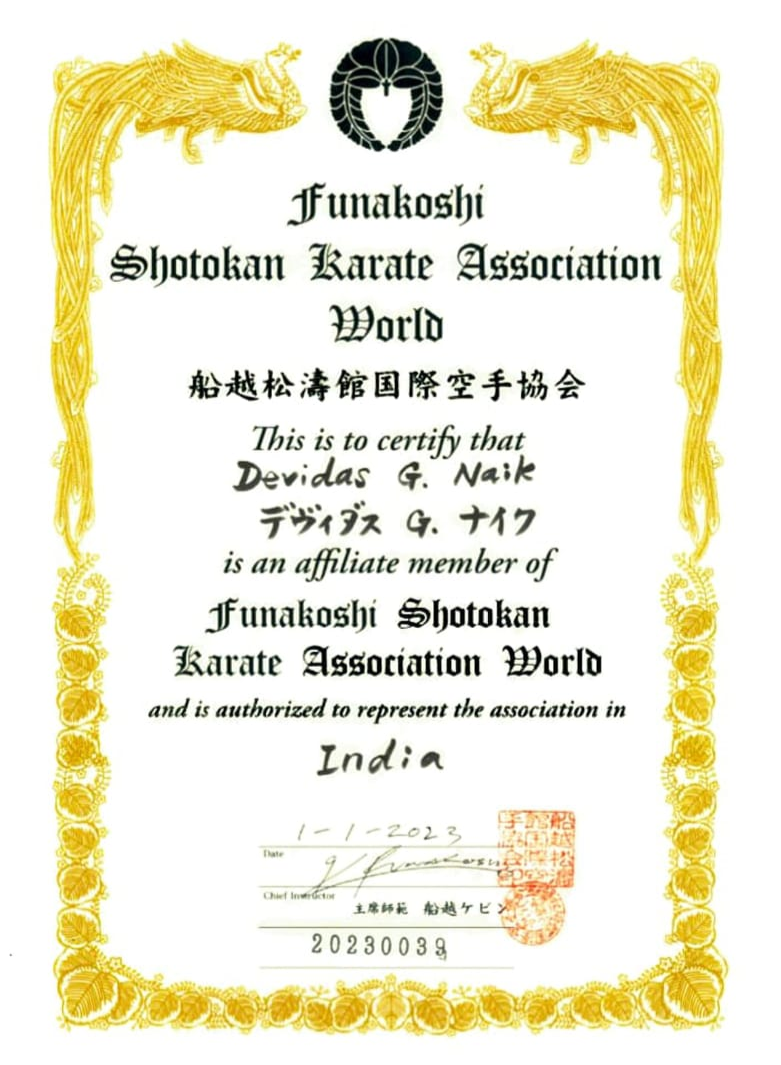 Funakoshi
Shotokan Karate Association
World
船越松濤館国際空手協会
This is to certify that
Devidas G. Naik
デヴィダス G. ナイク
is an affiliate member of
Funakoshi Shotokan
Karate Association World
and is authorized to represent the association in
India
1-1-2023
Date
Chief Instructor
主席師範 船越ケビン
20230039